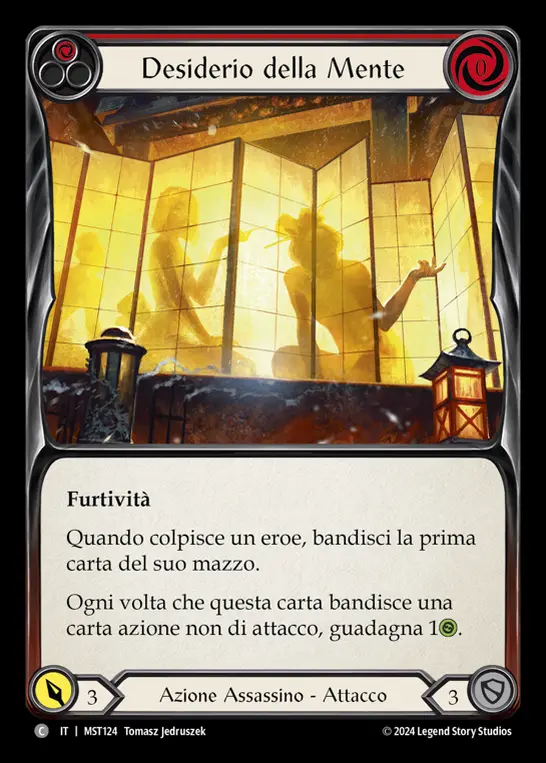 Desiderio della Mente
0
Furtività
Quando colpisce un eroe, bandisci la prima
carta del suo mazzo.
Ogni volta che questa carta bandisce una
carta azione non di attacco, guadagna 1.
3
Azione Assassino - Attacco
3
C IT | MST124 Tomasz Jedruszek
© 2024 Legend Story Studios